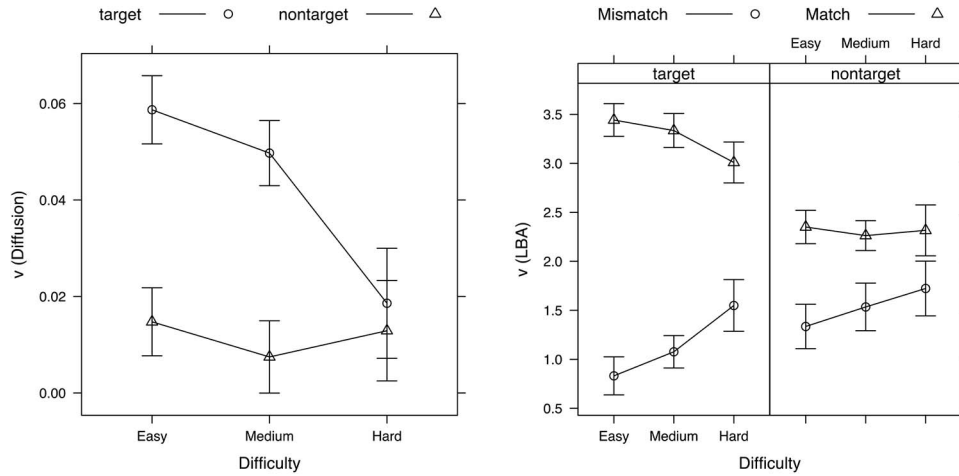 target nontarget
v (Diffusion)
0.06
0.04
0.02
0.00
Easy Medium Hard
Difficulty
Mismatch Match
Easy Medium Hard
target nontarget
v (LBA)
3.5
3.0
2.5
2.0
1.5
1.0
0.5
Easy Medium Hard
Difficulty